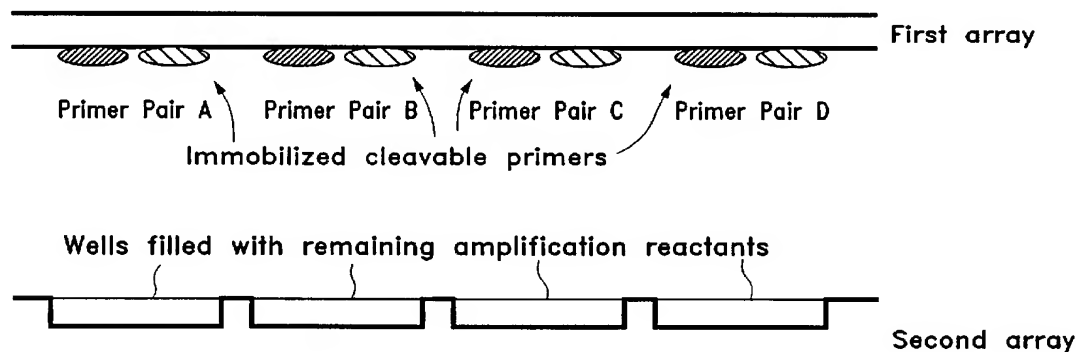 First array
Primer Pair A Primer Pair B Primer Pair C Primer Pair D
Immobilized cleavable primers
Wells filled with remaining amplification reactants
Second array